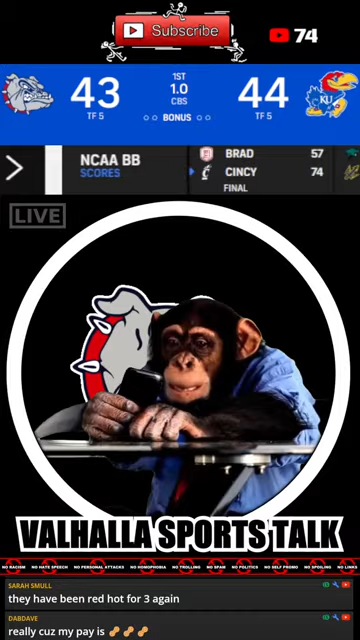 Subscribe
74
43
TF 5
1ST
1.0
CBS
BONUS
44
TF 5
KU
NCAA BB
SCORES
BRAD 57
CINCY 74
FINAL
LIVE
VALHALLA SPORTS TALK
NO RACISM NO HATE SPEECH NO PERSONAL ATTACKS NO HOMOPHOBIA NO TROLLING NO SPAM NO POLITICS NO SELF PROMO NO SPOILING NO LINKS
SARAH SMULL
they have been red hot for 3 again
DABDAVE
really cuz my pay is 🥜 🥜 🥜